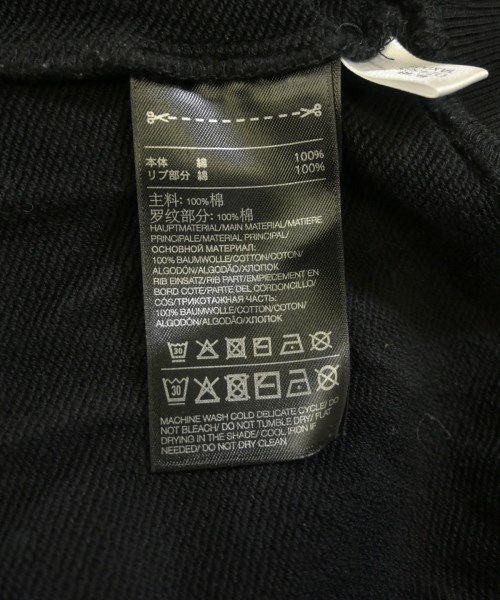 本体 綿 100%
リブ部分 綿 100%
主料: 100%棉
罗纹部分: 100%棉
HAUPTMATERIAL/MAIN MATERIAL/MATIERE
PRINCIPALE/MATERIAL PRINCIPAL/
ОСНОВНОЙ МАТЕРИАЛ:
100% BAUMWOLLE/COTTON/COTON/
ALGODÓN/ALGODÃO/ХЛОПОК
RIB EINSATZ/RIB PART/EMPIECEMENT EN
BORD COTE/PARTE DEL CORDONCILLO/
CÓS/ТРИКОТАЖНАЯ ЧАСТЬ:
100% BAUMWOLLE/COTTON/COTON/
ALGODÓN/ALGODÃO/ХЛОПОК
30
30
MACHINE WASH COLD DELICATE CYCLE/ DO
NOT BLEACH/ DO NOT TUMBLE DRY/ FLAT
DRYING IN THE SHADE/ COOL IRON IF
NEEDED/ DO NOT DRY CLEAN